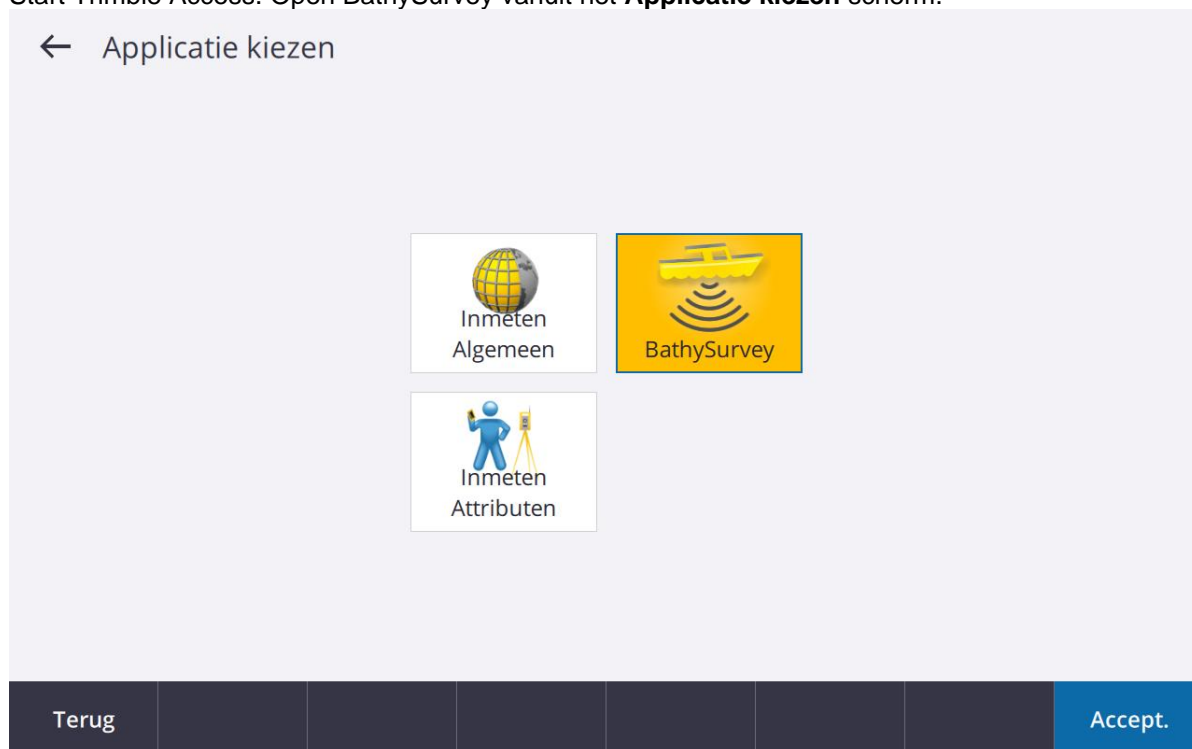 Start Trimble Access. Open BathySurvey vanuit het Applicatie kiezen scherm.
← Applicatie kiezen
Inmeten
Algemeen
BathySurvey
Inmeten
Attributen
Terug
Accept.